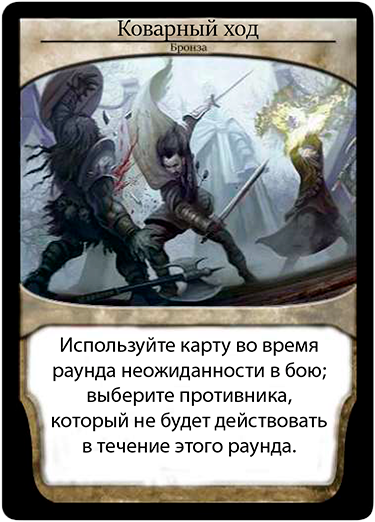 Коварный ход
Бронза
Используйте карту во время
раунда неожиданности в бою;
выберите противника,
который не будет действовать
в течение этого раунда.